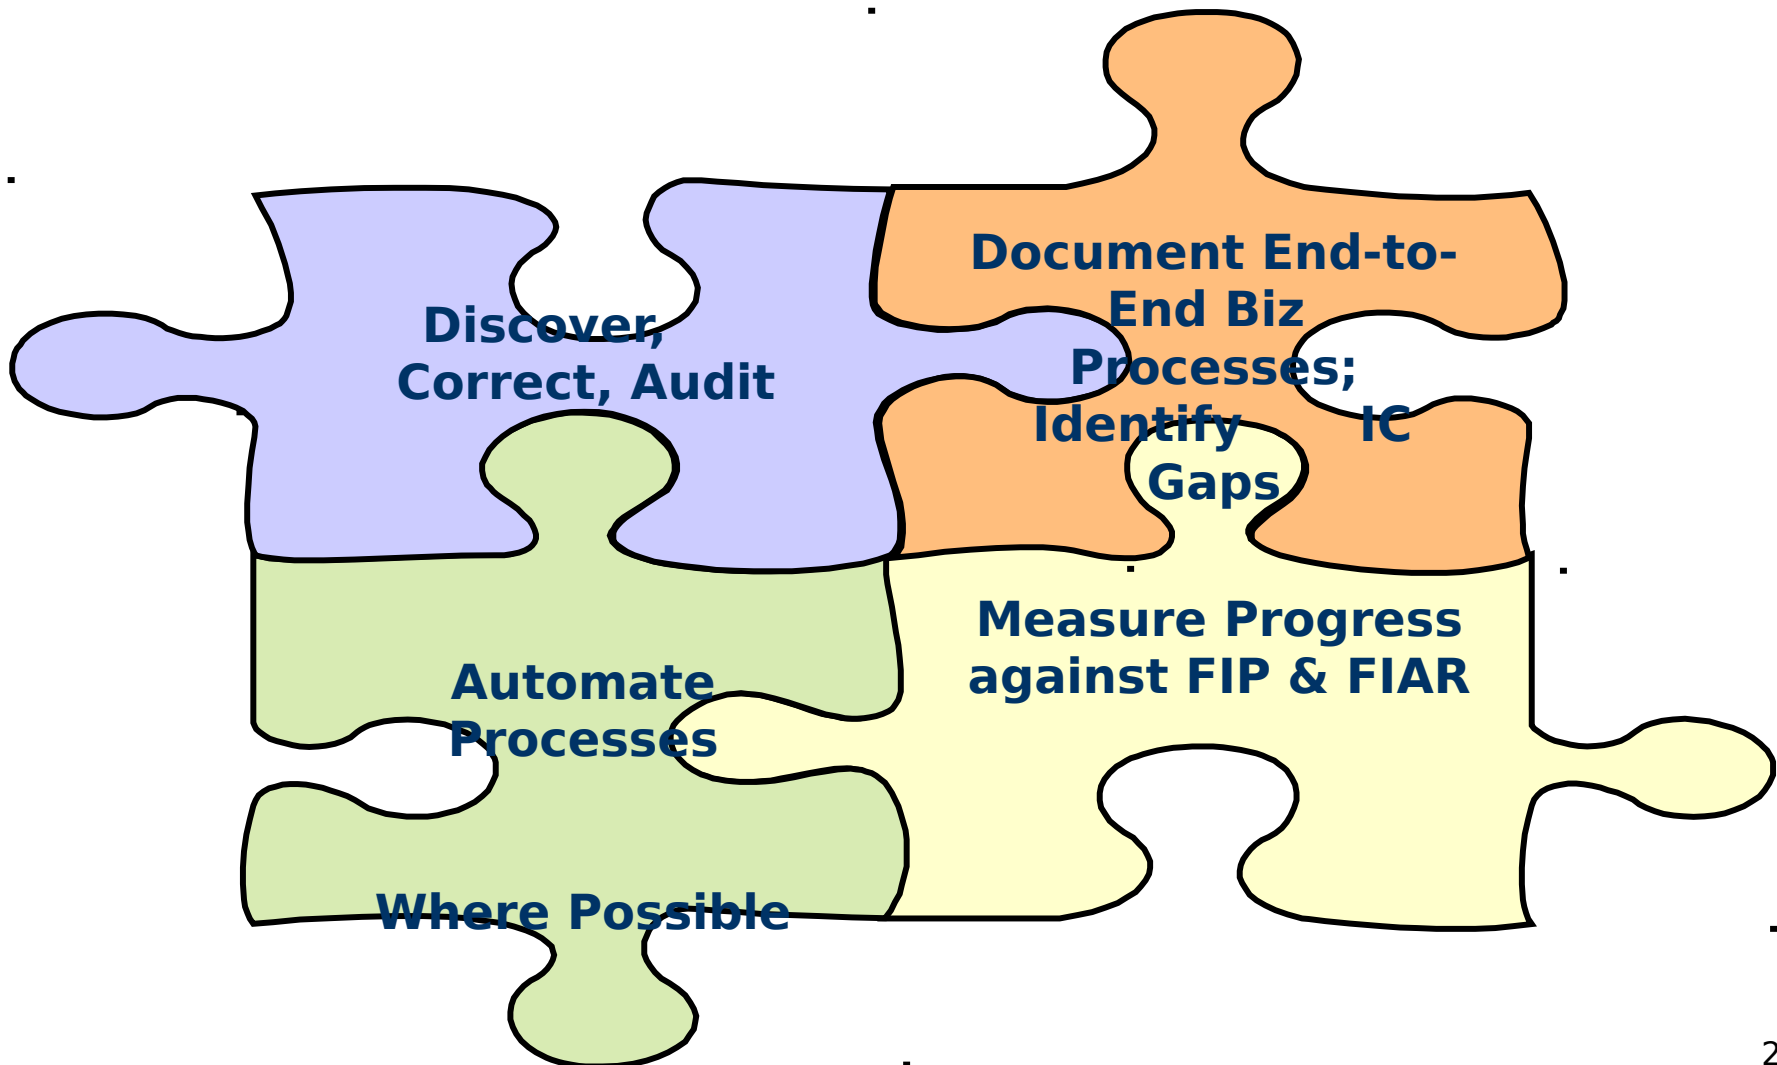 Discover,
Correct, Audit
Document End-to-
End Biz
Processes;
Identify IC
Gaps
Automate
Processes
Where Possible
Measure Progress
against FIP & FIAR
2